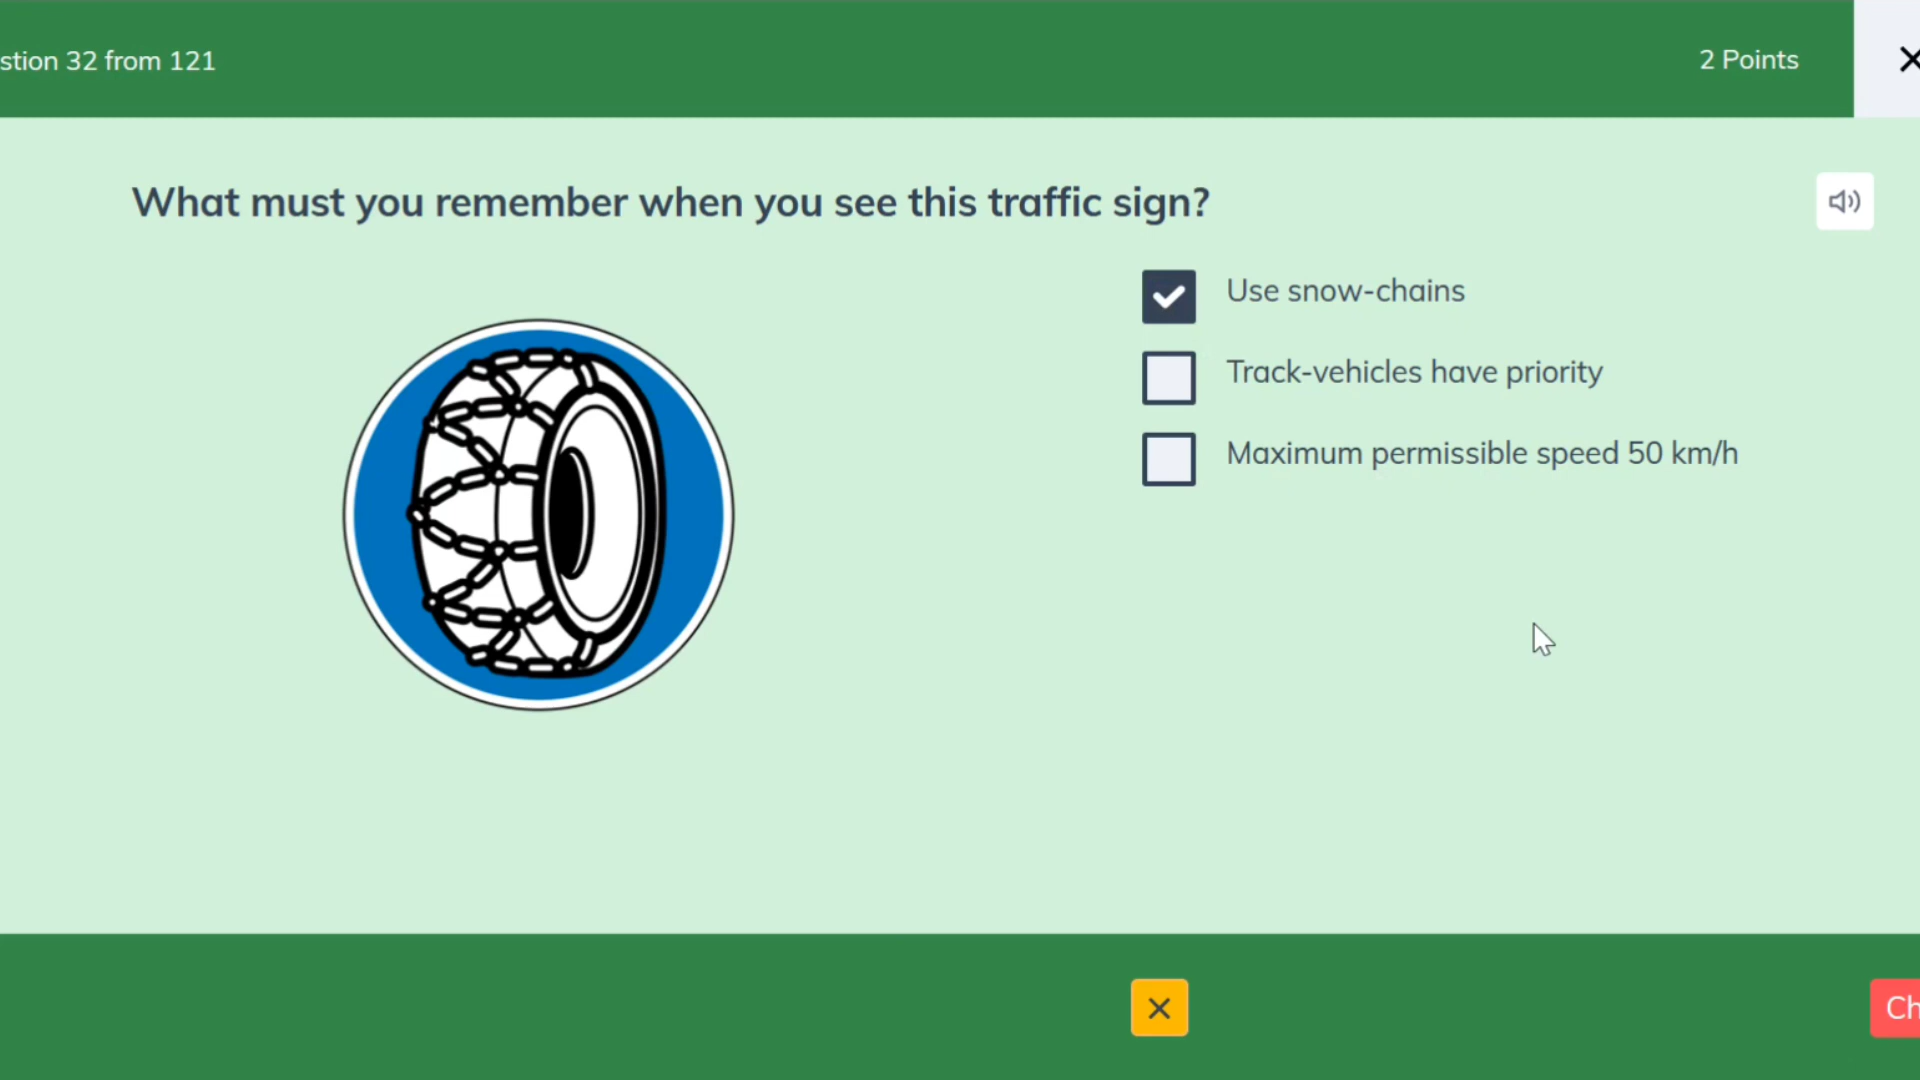 stion 32 from 121
2 Points
What must you remember when you see this traffic sign?
Use snow-chains
Track-vehicles have priority
Maximum permissible speed 50 km/h
Ch